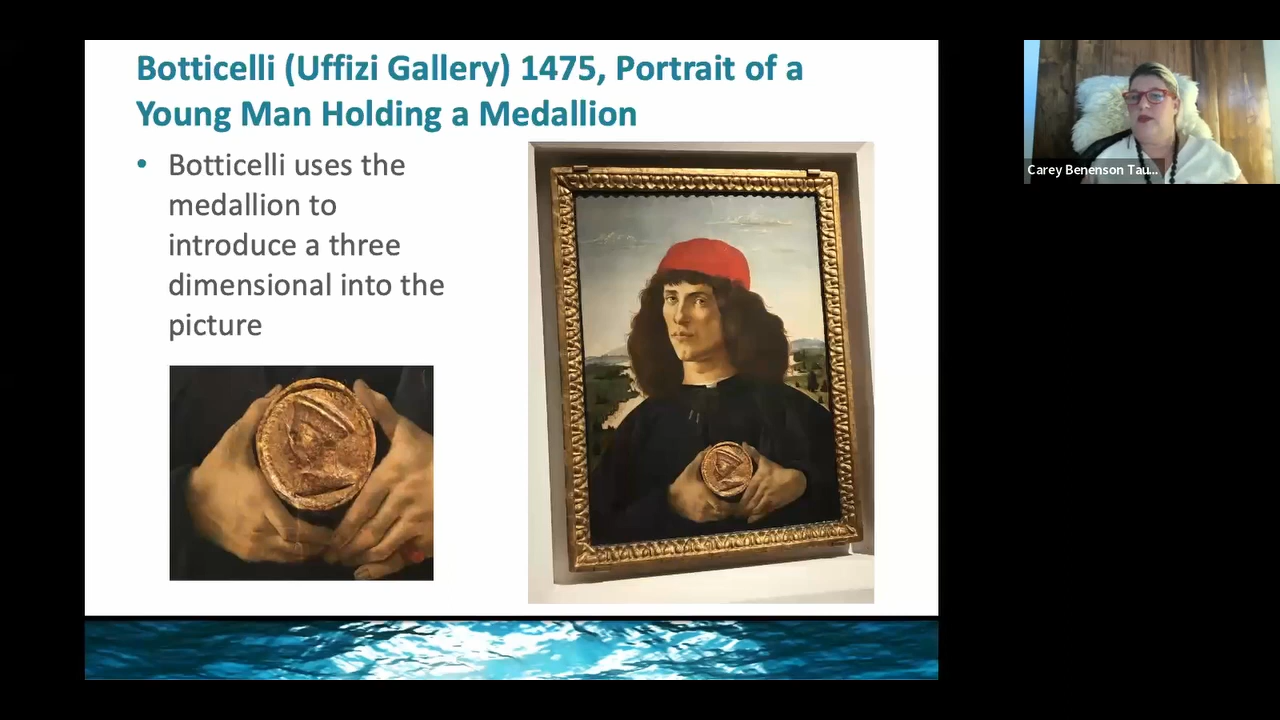 Botticelli (Uffizi Gallery) 1475, Portrait of a
Young Man Holding a Medallion
• Botticelli uses the
medallion to
introduce a three
dimensional into the
picture
Carey Benenson Tau...